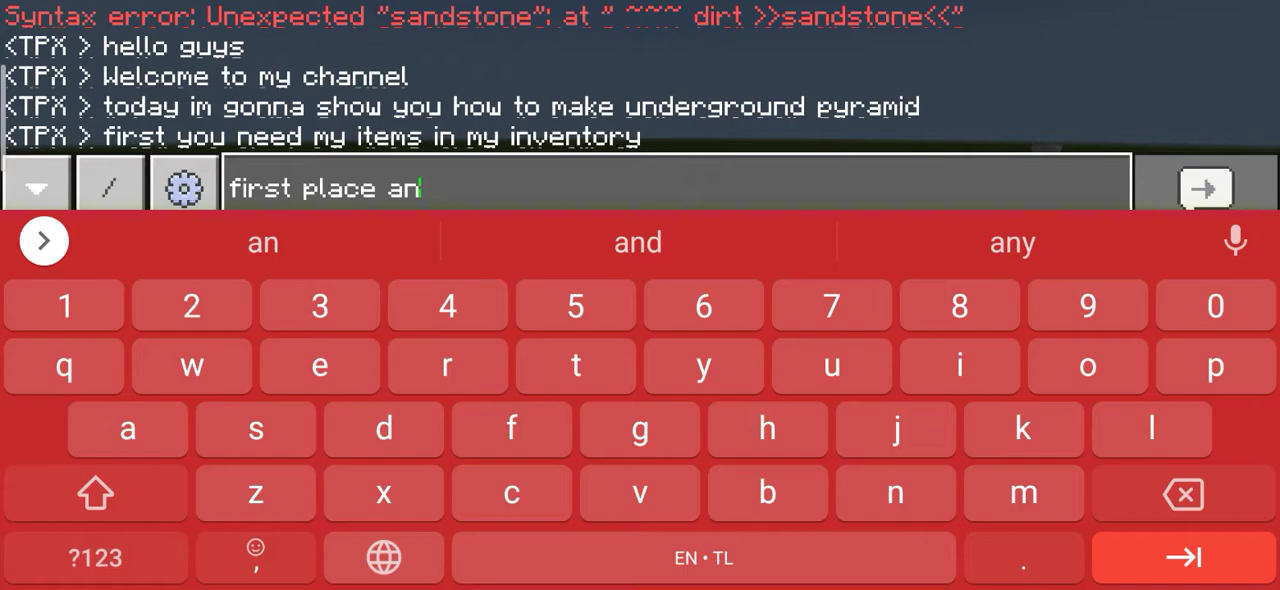 Syntax error: Unexpected "sandstone": at " ~~~ dirt >>sandstone<<"
<TPX > hello guys
<TPX > Welcome to my channel
<TPX > today im gonna show you how to make underground pyramid
<TPX > first you need my items in my inventory
/ first place an
an and any
1 2 3 4 5 6 7 8 9 0
q w e r t y u i o p
a s d f g h j k l
z x c v b n m
?123 , EN • TL .